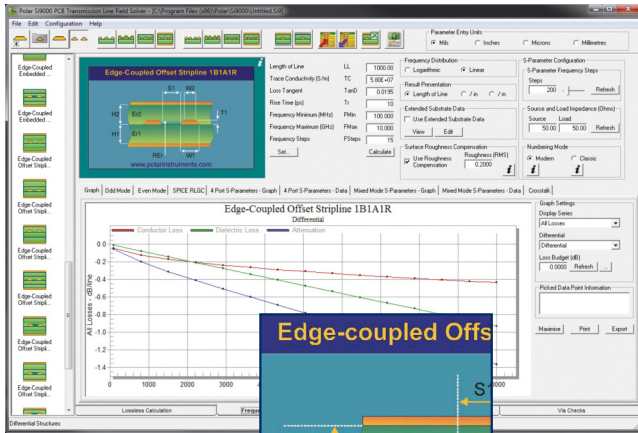 Polar Si9000 PCB Transmission Line Field Solver - [C:\Program Files (x86)\Polar\Si9000\Untitled.Si9]
File Edit Configuration Help
Parameter Entry Units
Mils Inches Microns Millimetres
Edge-Coupled
Embedded ...
Edge-Coupled
Embedded ...
Edge-Coupled
Offset Stripli...
Edge-Coupled
Offset Stripli...
Edge-Coupled
Offset Stripli...
Edge-Coupled
Offset Stripli...
Edge-Coupled
Offset Stripli...
Edge-Coupled
Offset Stripli...
Edge-Coupled Offset Stripline 1B1A1R
i
S1 W2
H2 Er2 T1
H1 Er1
REr W1
www.polarinstruments.com
Length of Line LL 1000.00
Trace Conductivity (S/m) TC 5.80E+07
Loss Tangent TanD 0.0195
Rise Time (ps) Tr 10
Frequency Minimum (MHz) FMin 100.000
Frequency Maximum (GHz) FMax 10.000
Frequency Steps FSteps 15
Set... Calculate
Frequency Distribution
Logarithmic Linear
Result Presentation
Length of Line / in / m
Extended Substrate Data
Use Extended Substrate Data
View Edit
Surface Roughness Compensation
Use Roughness Compensation
Roughness (RMS)
0.2000
S-Parameter Configuration
S-Parameter Frequency Steps
Steps
200 Refresh
Source and Load Impedance (Ohms)
Source Load
50.00 50.00 Refresh
Numbering Mode
Modern Classic
i i
Graph Odd Mode Even Mode SPICE RLGC 4 Port S-Parameters - Graph 4 Port S-Parameters - Data Mixed Mode S-Parameters - Graph Mixed Mode S-Parameters - Data Crosstalk
Edge-Coupled Offset Stripline 1B1A1R
Differential
Conductor Loss Dielectric Loss Attenuation
All Losses - dB/line
0.0
-0.2
-0.4
-0.6
-0.8
-1.0
-1.2
-1.4
0 1000 2000 3000
Graph Settings
Display Series
All Losses
Differential
Differential
Loss Budget (dB)
0.0000 Refresh ...
Picked Data Point Information
Maximise Print Export
Edge-coupled Offs
S
Lossless Calculation Via Checks
Differential Structures